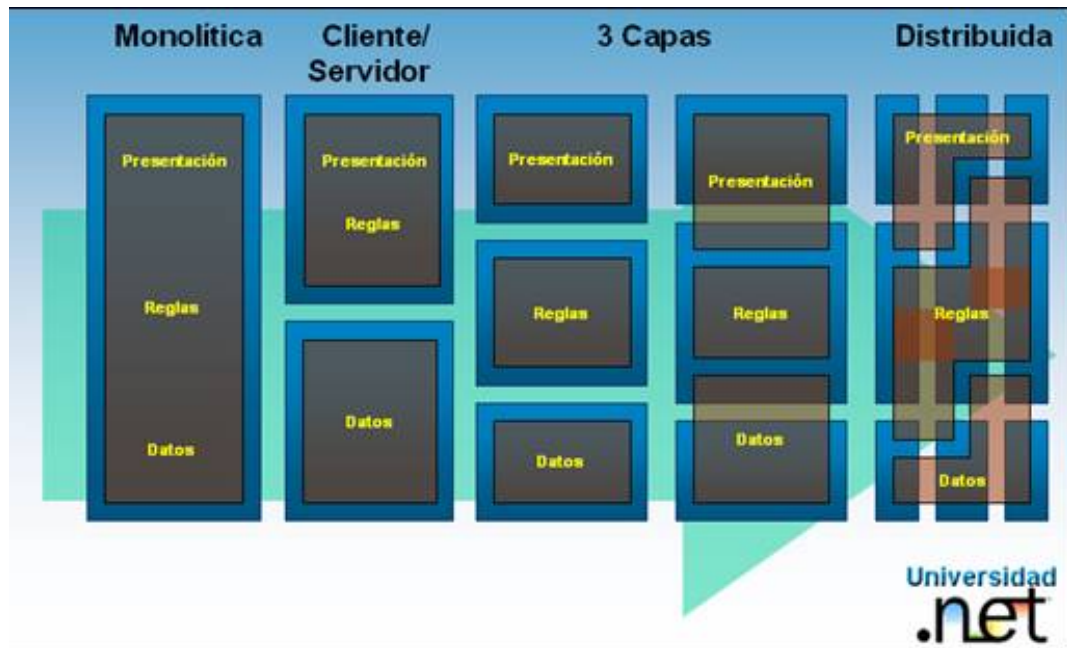 Monolítica
Cliente/
Servidor
3 Capas
Distribuida
Presentación
Reglas
Datos
Presentación
Reglas
Datos
Presentación
Reglas
Datos
Presentación
Reglas
Datos
Presentación
Reglas
Datos
Universidad
.net